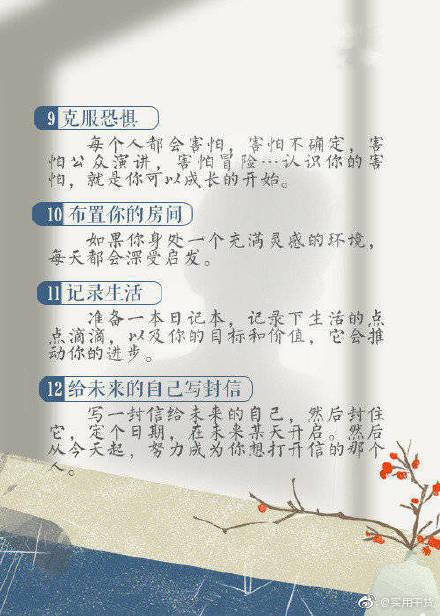 9 克服恐惧
每个人都会害怕，害怕不确定，害
怕公众演讲，害怕冒险…认识你的害
怕，就是你可以成长的开始。
10 布置你的房间
如果你身处一个充满灵感的环境，
每天都会深受启发。
11 记录生活
准备一本日记本，记录下生活的点
点滴滴，以及你的目标和价值，它会推
动你的进步。
12 给未来的自己写封信
写一封信给未来的自己，然后封住
它，定个日期，在未来某天开启。然后
从今天起，努力成为你想打开信的那个
人。
@实用干货